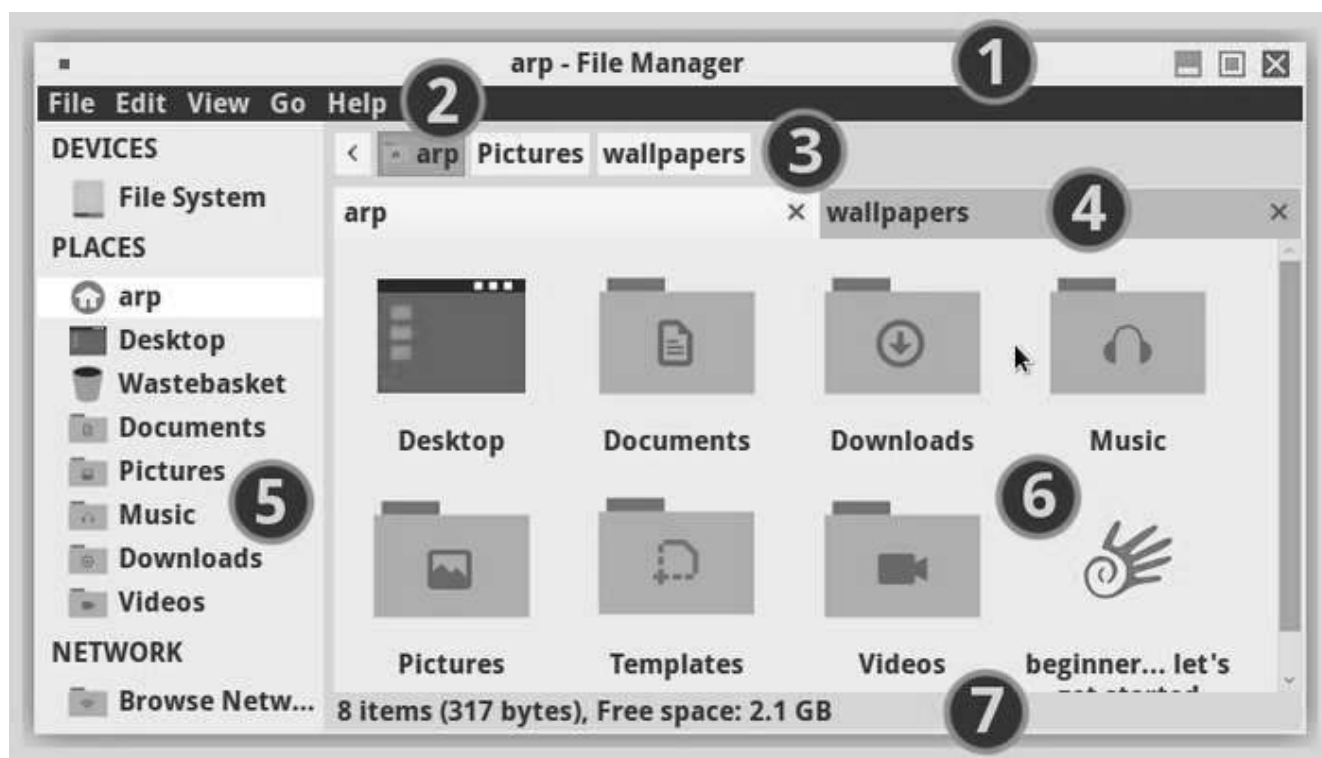 arp - File Manager
1
File Edit View Go Help
2
DEVICES
File System
PLACES
arp
Desktop
Wastebasket
Documents
Pictures
Music
Downloads
Videos
NETWORK
Browse Netw...
5
arp Pictures wallpapers
3
arp
wallpapers
4
Desktop Documents Downloads Music
6
Pictures Templates Videos beginner... let's
get started
8 items (317 bytes), Free space: 2.1 GB
7